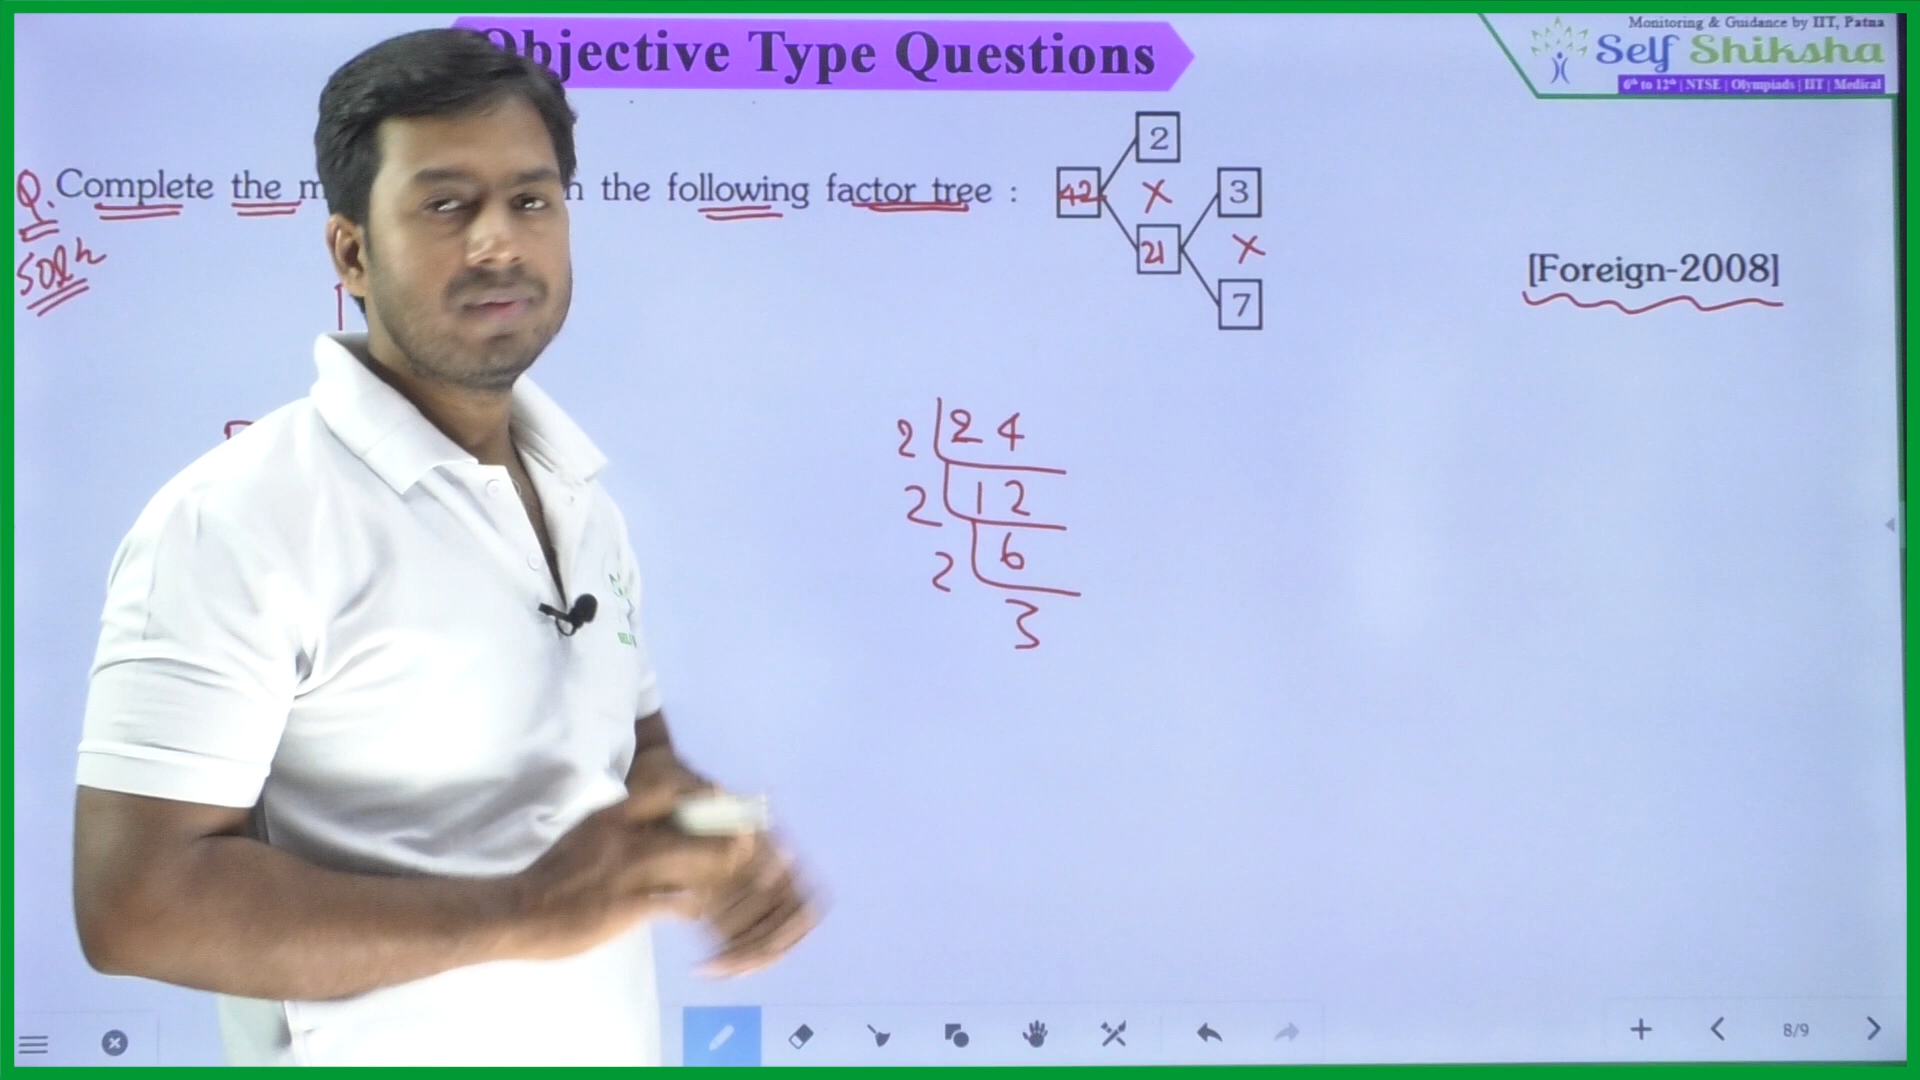 Objective Type Questions
Monitoring & Guidance by IIT, Patna
Self Shiksha
6th to 12th | NTSE | Olympiads | IIT | Medical
Q. Complete the m n the following factor tree :
Soln
2
42 × 3
21 ×
7
[Foreign-2008]
2 24
2 12
2 6
3
8/9